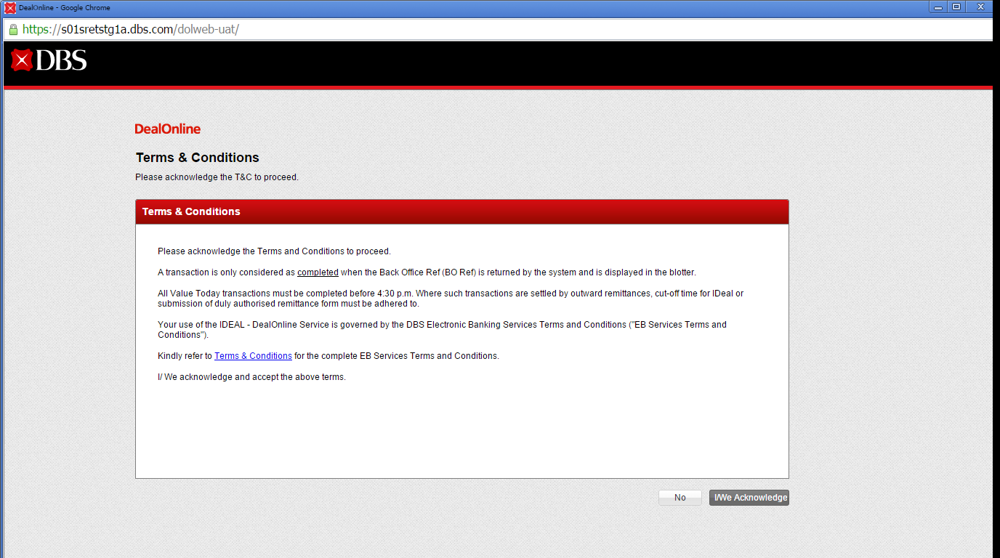 DealOnline - Google Chrome
https://s01sretstg1a.dbs.com/dolweb-uat/
DBS
DealOnline
Terms & Conditions
Please acknowledge the T&C to proceed.
Terms & Conditions
Please acknowledge the Terms and Conditions to proceed.
A transaction is only considered as completed when the Back Office Ref (BO Ref) is returned by the system and is displayed in the blotter.
All Value Today transactions must be completed before 4:30 p.m. Where such transactions are settled by outward remittances, cut-off time for IDeal or
submission of duly authorised remittance form must be adhered to.
Your use of the IDEAL - DealOnline Service is governed by the DBS Electronic Banking Services Terms and Conditions ("EB Services Terms and
Conditions").
Kindly refer to Terms & Conditions for the complete EB Services Terms and Conditions.
I/ We acknowledge and accept the above terms.
No
I/We Acknowledge